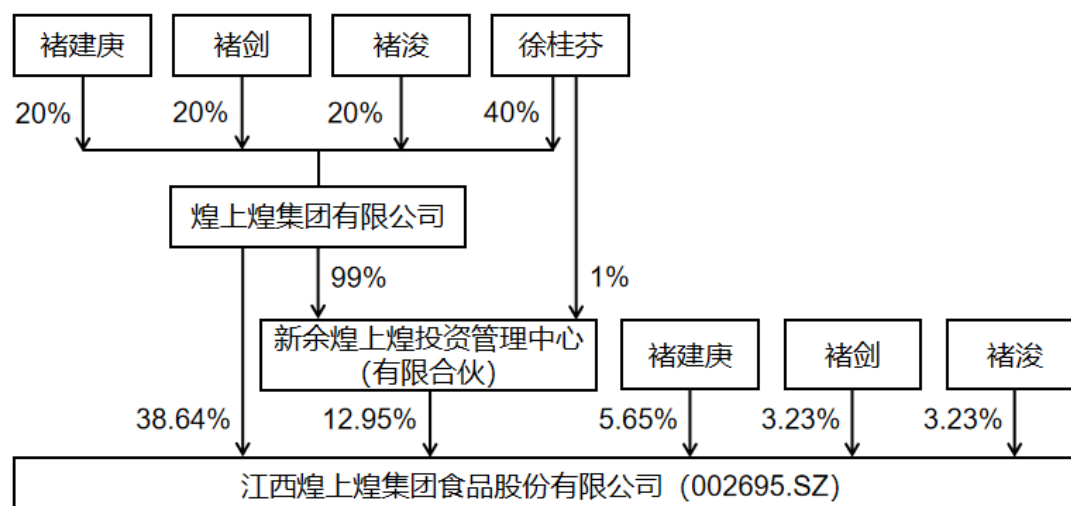 褚建庚
褚剑
褚浚
徐桂芬
20%
20%
20%
40%
煌上煌集团有限公司
99%
1%
新余煌上煌投资管理中心
(有限合伙)
褚建庚
褚剑
褚浚
38.64%
12.95%
5.65%
3.23%
3.23%
江西煌上煌集团食品股份有限公司（002695.SZ）